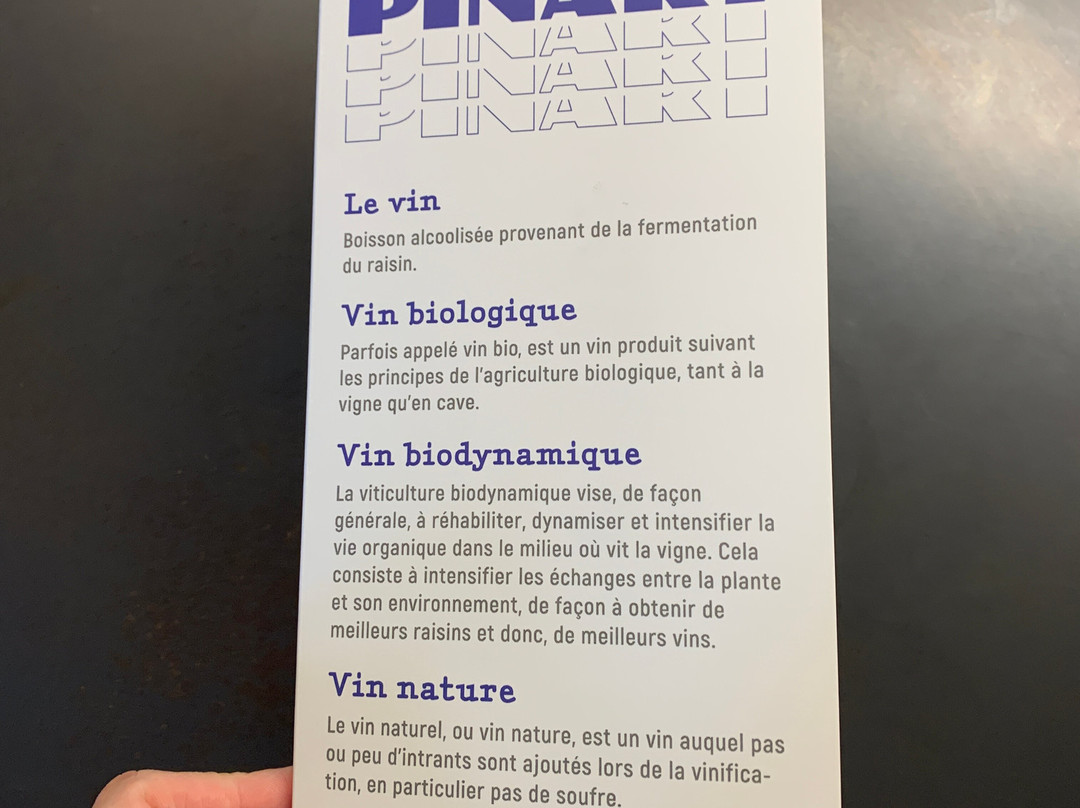 PINARI
PINARI
PINARI
PINARI
Le vin
Boisson alcoolisée provenant de la fermentation
du raisin.
Vin biologique
Parfois appelé vin bio, est un vin produit suivant
les principes de l'agriculture biologique, tant à la
vigne qu'en cave.
Vin biodynamique
La viticulture biodynamique vise, de façon
générale, à réhabiliter, dynamiser et intensifier la
vie organique dans le milieu où vit la vigne. Cela
consiste à intensifier les échanges entre la plante
et son environnement, de façon à obtenir de
meilleurs raisins et donc, de meilleurs vins.
Vin nature
Le vin naturel, ou vin nature, est un vin auquel pas
ou peu d'intrants sont ajoutés lors de la vinifica-
tion, en particulier pas de soufre.